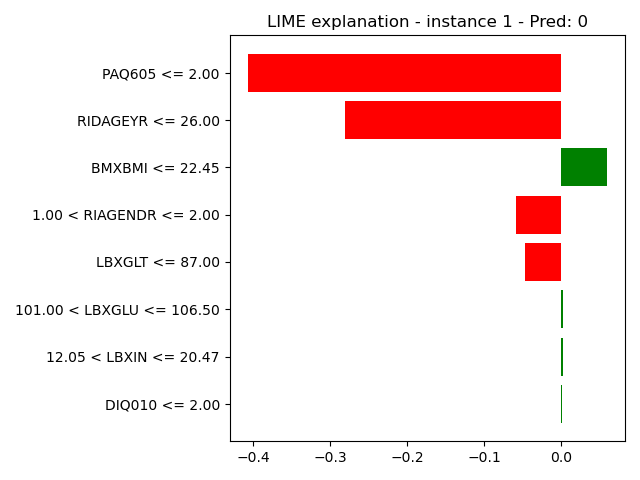 LIME explanation - instance 1 - Pred: 0
PAQ605 <= 2.00
RIDAGEYR <= 26.00
BMXBMI <= 22.45
1.00 < RIAGENDR <= 2.00
LBXGLT <= 87.00
101.00 < LBXGLU <= 106.50
12.05 < LBXIN <= 20.47
DIQ010 <= 2.00
−0.4 −0.3 −0.2 −0.1 0.0